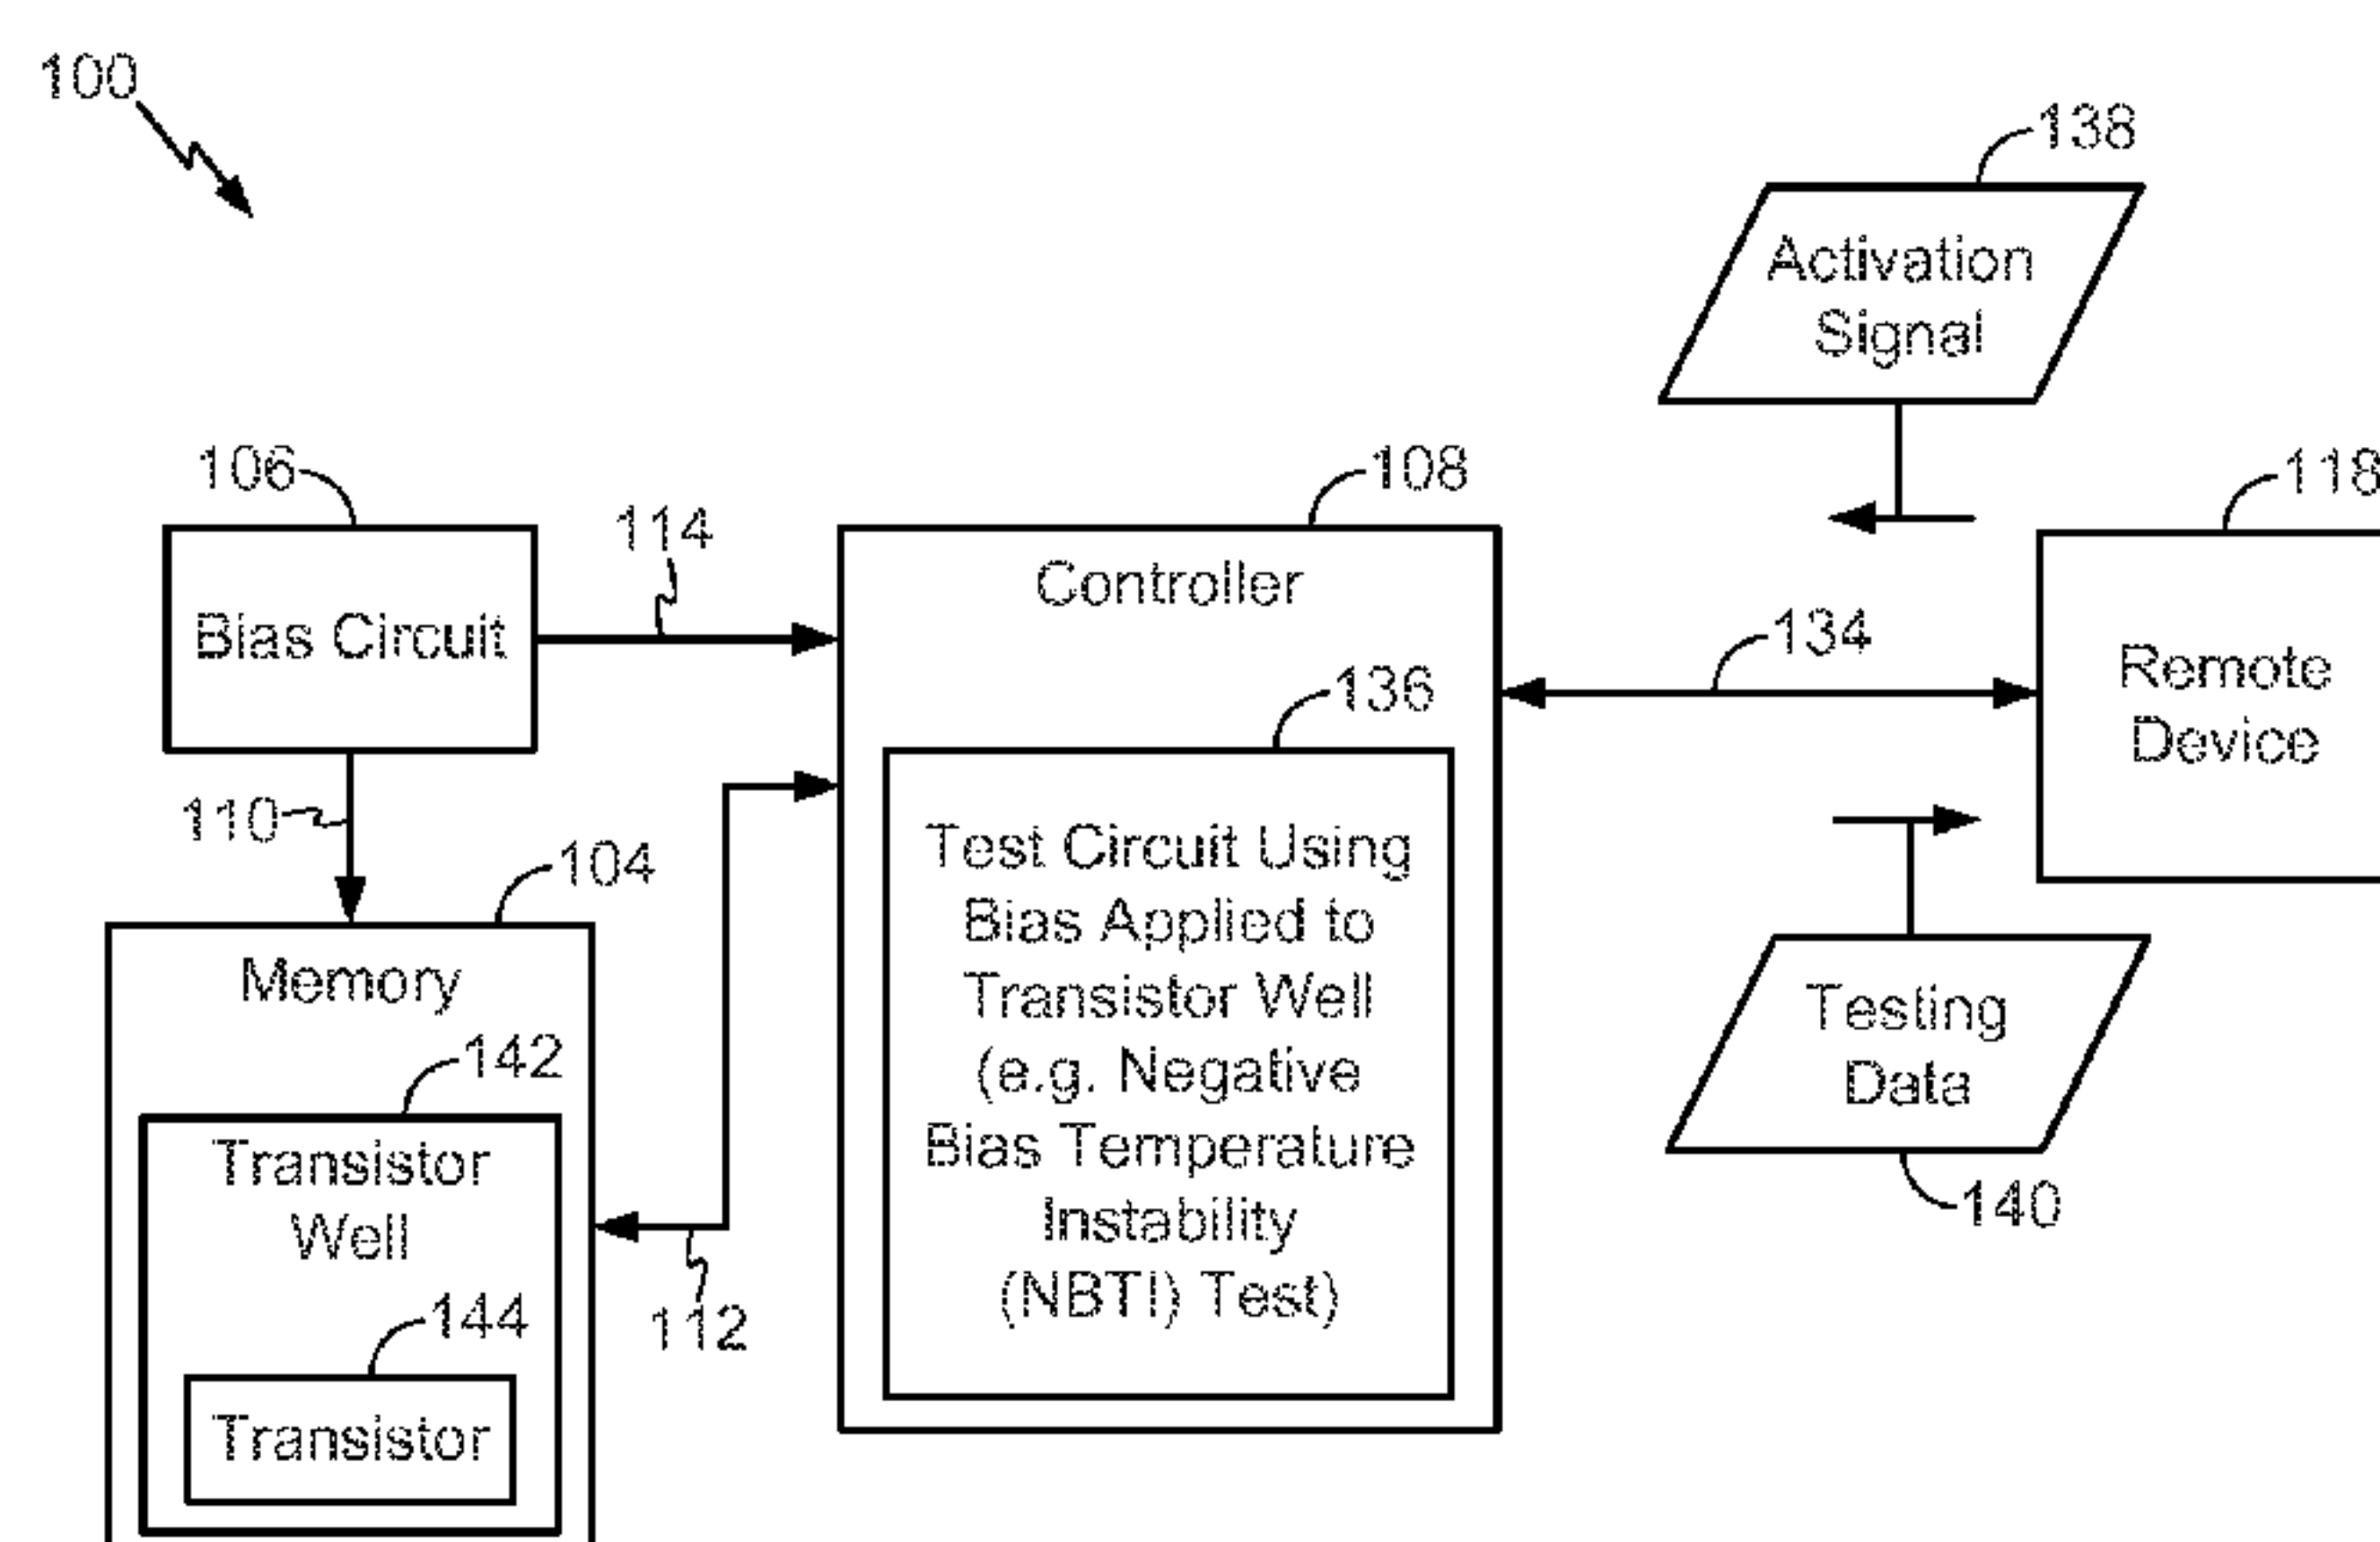 100
138
Activation
Signal
106
114
108
118
Bias Circuit
Controller
134
Remote
Device
136
110
104
Test Circuit Using
Bias Applied to
Transistor Well
(e.g. Negative
Bias Temperature
Instability
(NBTI) Test)
Memory
142
Transistor
Well
144
Transistor
112
Testing
Data
140